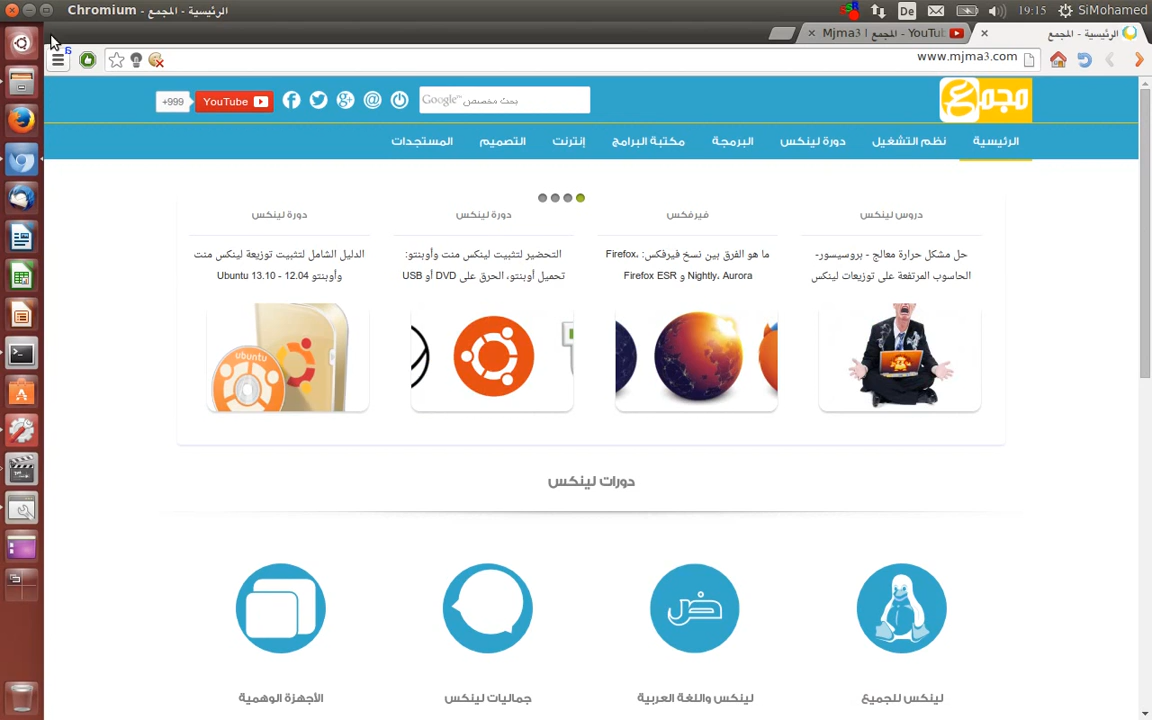 Chromium - الرئيسية - المجمع
De
19:15
SiMohamed
الرئيسية - المجمع
Mjma3 | المجمع - YouTub
www.mjma3.com
+999
YouTube
Google™ بحث مخصص
مجمع
الرئيسية
نظم التشغيل
دورة لينكس
البرمجة
مكتبة البرامج
إنترنت
التصميم
المستجدات
دروس لينكس
حل مشكل حرارة معالج - بروسيسور-
الحاسوب المرتفعة على توزيعات لينكس
فيرفكس
ما هو الفرق بين نسخ فيرفكس: Firefox،
Nightly، Aurora و Firefox ESR
دورة لينكس
التحضير لتثبيت لينكس منت وأوبنتو:
تحميل أوبنتو، الحرق على DVD أو USB
دورة لينكس
الدليل الشامل لتثبيت توزيعة لينكس منت
وأوبنتو 12.04 - 13.10 Ubuntu
ubuntu
دورات لينكس
ض
لينكس للجميع
لينكس واللغة العربية
جماليات لينكس
الأجهزة الوهمية